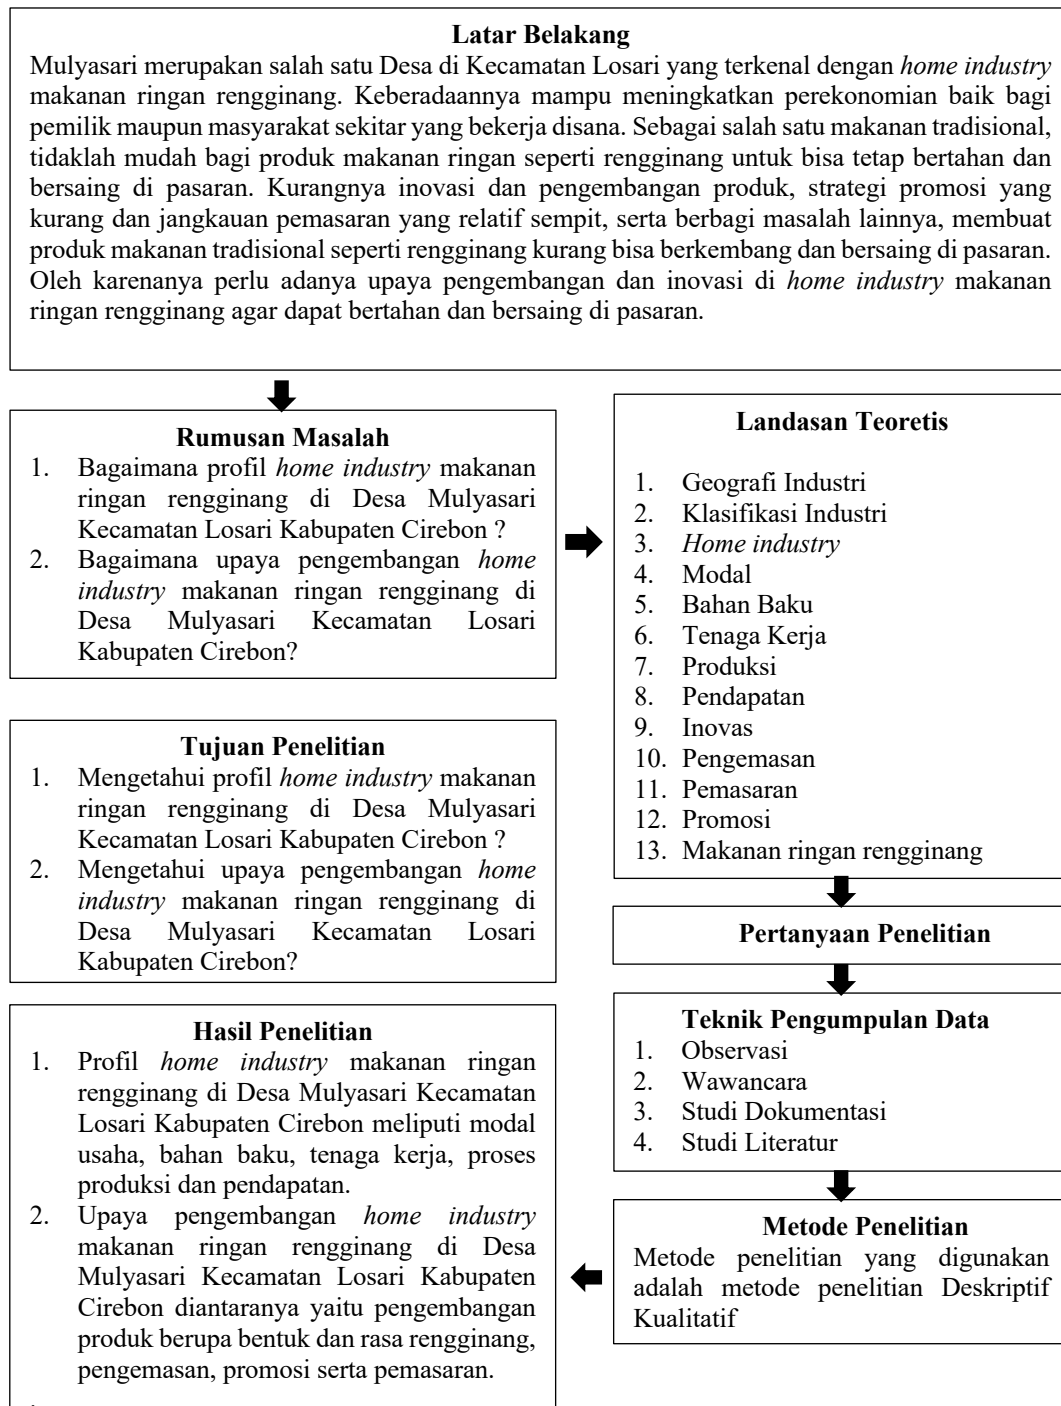 Latar Belakang
Mulyasari merupakan salah satu Desa di Kecamatan Losari yang terkenal dengan home industry
makanan ringan rengginang. Keberadaannya mampu meningkatkan perekonomian baik bagi
pemilik maupun masyarakat sekitar yang bekerja disana. Sebagai salah satu makanan tradisional,
tidaklah mudah bagi produk makanan ringan seperti rengginang untuk bisa tetap bertahan dan
bersaing di pasaran. Kurangnya inovasi dan pengembangan produk, strategi promosi yang
kurang dan jangkauan pemasaran yang relatif sempit, serta berbagi masalah lainnya, membuat
produk makanan tradisional seperti rengginang kurang bisa berkembang dan bersaing di pasaran.
Oleh karenanya perlu adanya upaya pengembangan dan inovasi di home industry makanan
ringan rengginang agar dapat bertahan dan bersaing di pasaran.
Rumusan Masalah
1. Bagaimana profil home industry makanan
ringan rengginang di Desa Mulyasari
Kecamatan Losari Kabupaten Cirebon ?
2. Bagaimana upaya pengembangan home
industry makanan ringan rengginang di
Desa Mulyasari Kecamatan Losari
Kabupaten Cirebon?
Landasan Teoretis
1. Geografi Industri
2. Klasifikasi Industri
3. Home industry
4. Modal
5. Bahan Baku
6. Tenaga Kerja
7. Produksi
8. Pendapatan
9. Inovas
10. Pengemasan
11. Pemasaran
12. Promosi
13. Makanan ringan rengginang
Tujuan Penelitian
1. Mengetahui profil home industry makanan
ringan rengginang di Desa Mulyasari
Kecamatan Losari Kabupaten Cirebon ?
2. Mengetahui upaya pengembangan home
industry makanan ringan rengginang di
Desa Mulyasari Kecamatan Losari
Kabupaten Cirebon?
Pertanyaan Penelitian
Teknik Pengumpulan Data
1. Observasi
2. Wawancara
3. Studi Dokumentasi
4. Studi Literatur
Metode Penelitian
Metode penelitian yang digunakan
adalah metode penelitian Deskriptif
Kualitatif
Hasil Penelitian
1. Profil home industry makanan ringan
rengginang di Desa Mulyasari Kecamatan
Losari Kabupaten Cirebon meliputi modal
usaha, bahan baku, tenaga kerja, proses
produksi dan pendapatan.
2. Upaya pengembangan home industry
makanan ringan rengginang di Desa
Mulyasari Kecamatan Losari Kabupaten
Cirebon diantaranya yaitu pengembangan
produk berupa bentuk dan rasa rengginang,
pengemasan, promosi serta pemasaran.